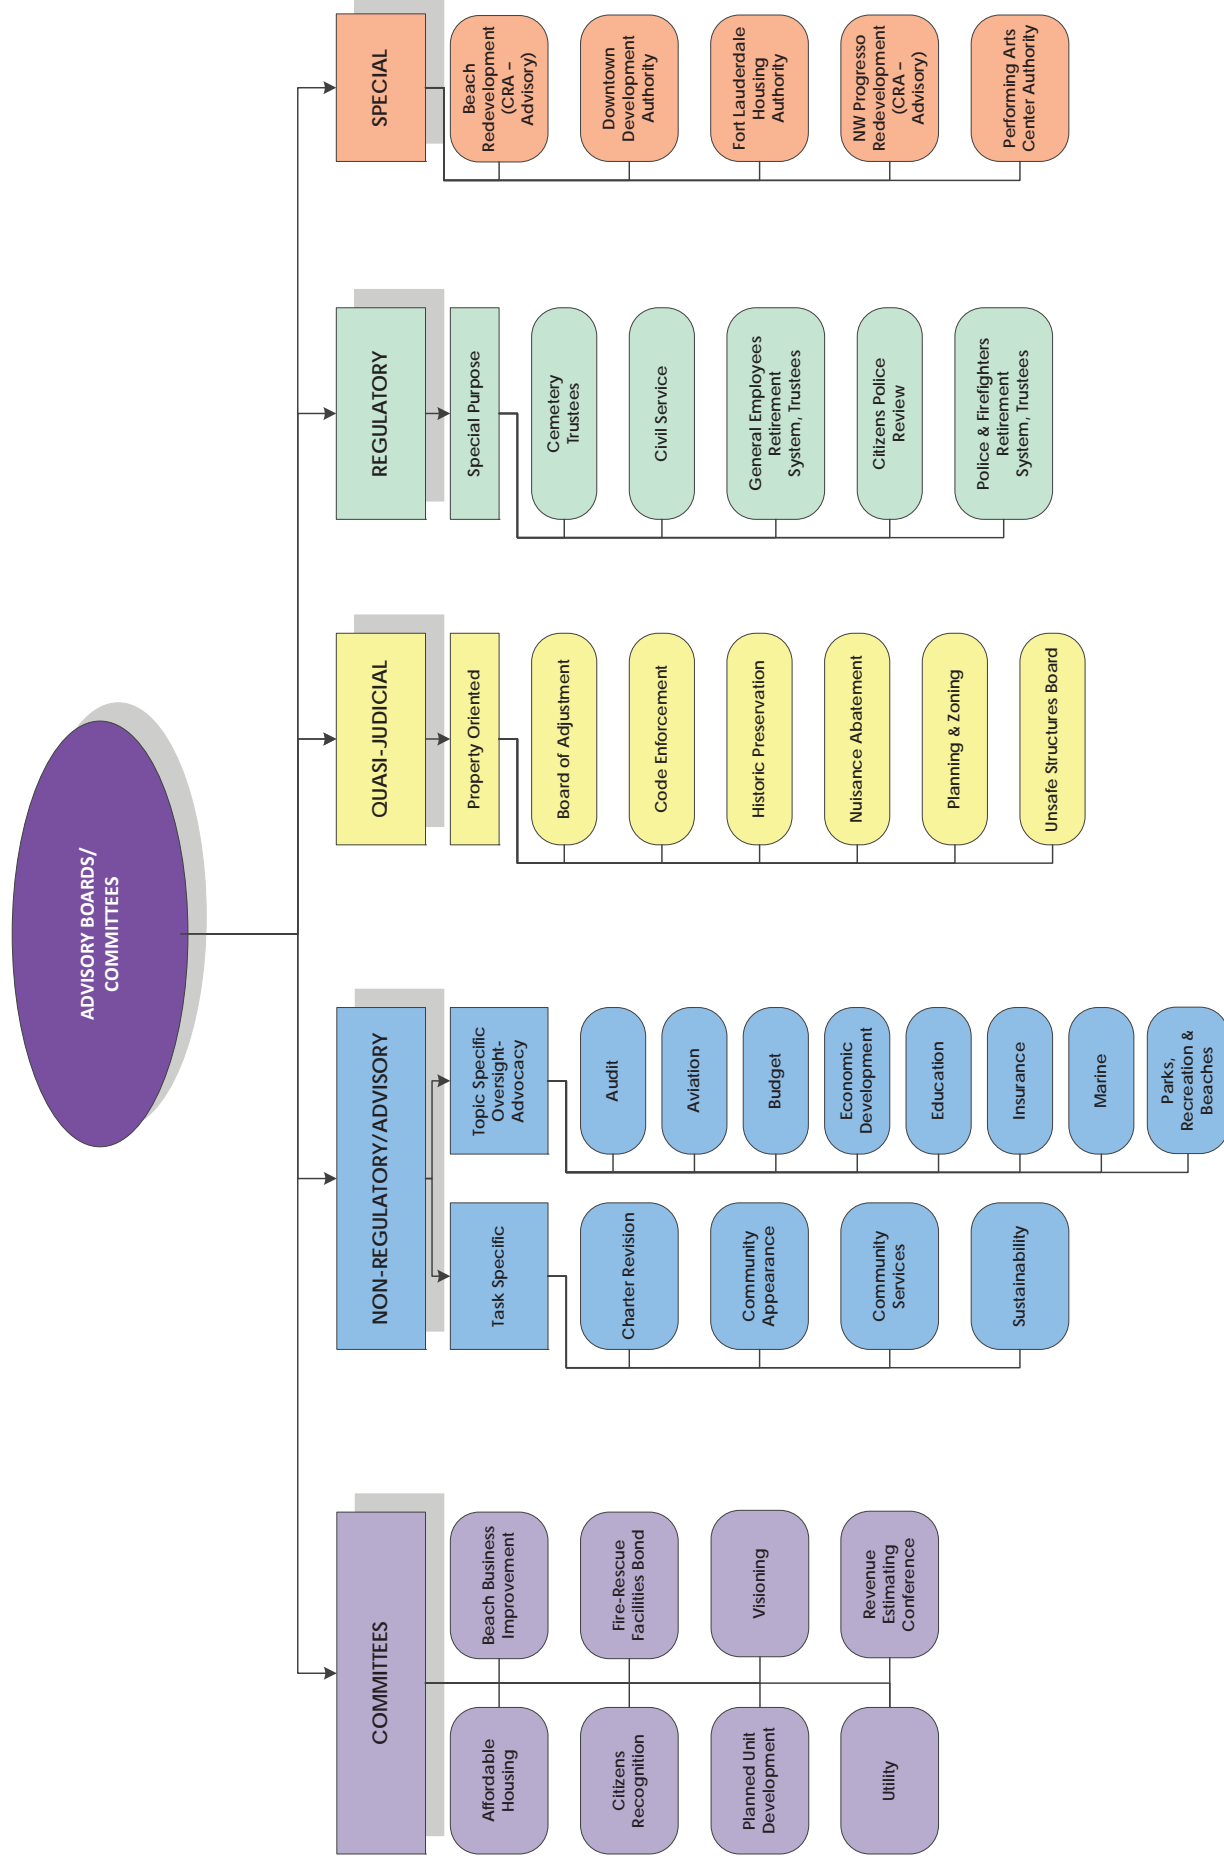 ADVISORY BOARDS/
COMMITTEES
COMMITTEES
Affordable
Housing
Beach Business
Improvement
Citizens
Recognition
Fire-Rescue
Facilities Bond
Planned Unit
Development
Visioning
Utility
Revenue
Estimating
Conference
NON-REGULATORY/ADVISORY
Task Specific
Charter Revision
Community
Appearance
Community
Services
Sustainability
Topic Specific
Oversight-
Advocacy
Audit
Aviation
Budget
Economic
Development
Education
Insurance
Marine
Parks,
Recreation &
Beaches
QUASI-JUDICIAL
Property Oriented
Board of Adjustment
Code Enforcement
Historic Preservation
Nuisance Abatement
Planning & Zoning
Unsafe Structures Board
REGULATORY
Special Purpose
Cemetery
Trustees
Civil Service
General Employees
Retirement
System, Trustees
Citizens Police
Review
Police & Firefighters
Retirement
System, Trustees
SPECIAL
Beach
Redevelopment
(CRA –
Advisory)
Downtown
Development
Authority
Fort Lauderdale
Housing
Authority
NW Progresso
Redevelopment
(CRA –
Advisory)
Performing Arts
Center Authority